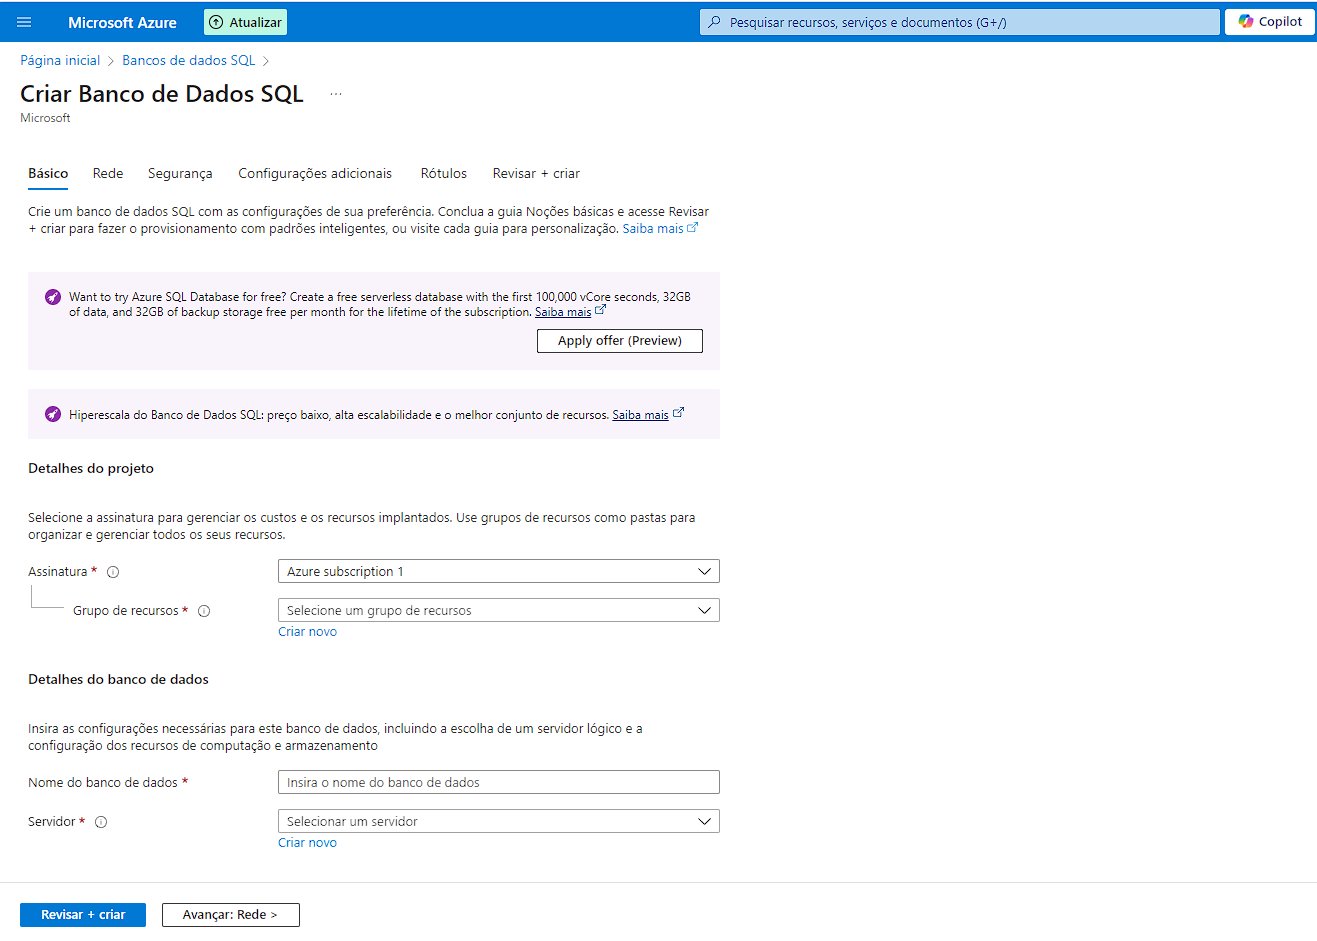 Microsoft Azure
Atualizar
Pesquisar recursos, serviços e documentos (G+/)
Copilot
Página inicial > Bancos de dados SQL >
Criar Banco de Dados SQL ...
Microsoft
Básico Rede Segurança Configurações adicionais Rótulos Revisar + criar
Crie um banco de dados SQL com as configurações de sua preferência. Conclua a guia Noções básicas e acesse Revisar
+ criar para fazer o provisionamento com padrões inteligentes, ou visite cada guia para personalização. Saiba mais
Want to try Azure SQL Database for free? Create a free serverless database with the first 100,000 vCore seconds, 32GB
of data, and 32GB of backup storage free per month for the lifetime of the subscription. Saiba mais
Apply offer (Preview)
Hiperescala do Banco de Dados SQL: preço baixo, alta escalabilidade e o melhor conjunto de recursos. Saiba mais
Detalhes do projeto
Selecione a assinatura para gerenciar os custos e os recursos implantados. Use grupos de recursos como pastas para
organizar e gerenciar todos os seus recursos.
Assinatura *
Azure subscription 1
Grupo de recursos *
Selecione um grupo de recursos
Criar novo
Detalhes do banco de dados
Insira as configurações necessárias para este banco de dados, incluindo a escolha de um servidor lógico e a
configuração dos recursos de computação e armazenamento
Nome do banco de dados *
Insira o nome do banco de dados
Servidor *
Selecionar um servidor
Criar novo
Revisar + criar
Avançar: Rede >